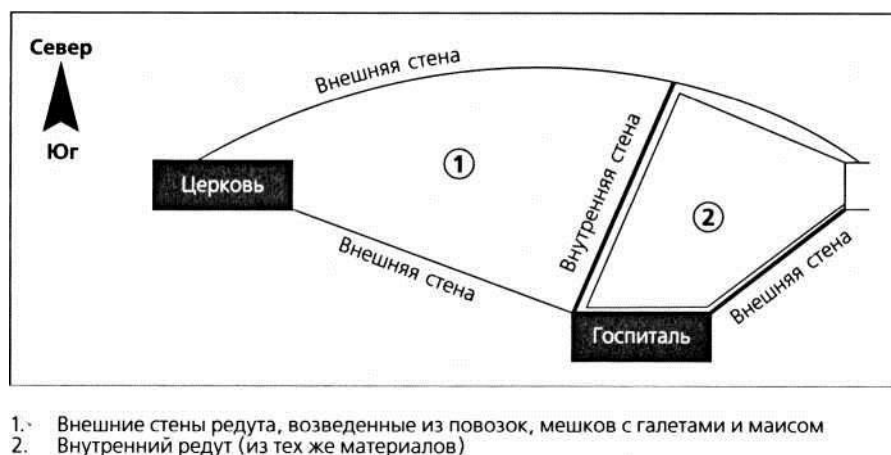 Север
Юг
Внешняя стена
Церковь
1
Внешняя стена
Внутренняя стена
2
Внешняя стена
Госпиталь
1. Внешние стены редута, возведенные из повозок, мешков с галетами и маисом
2. Внутренний редут (из тех же материалов)